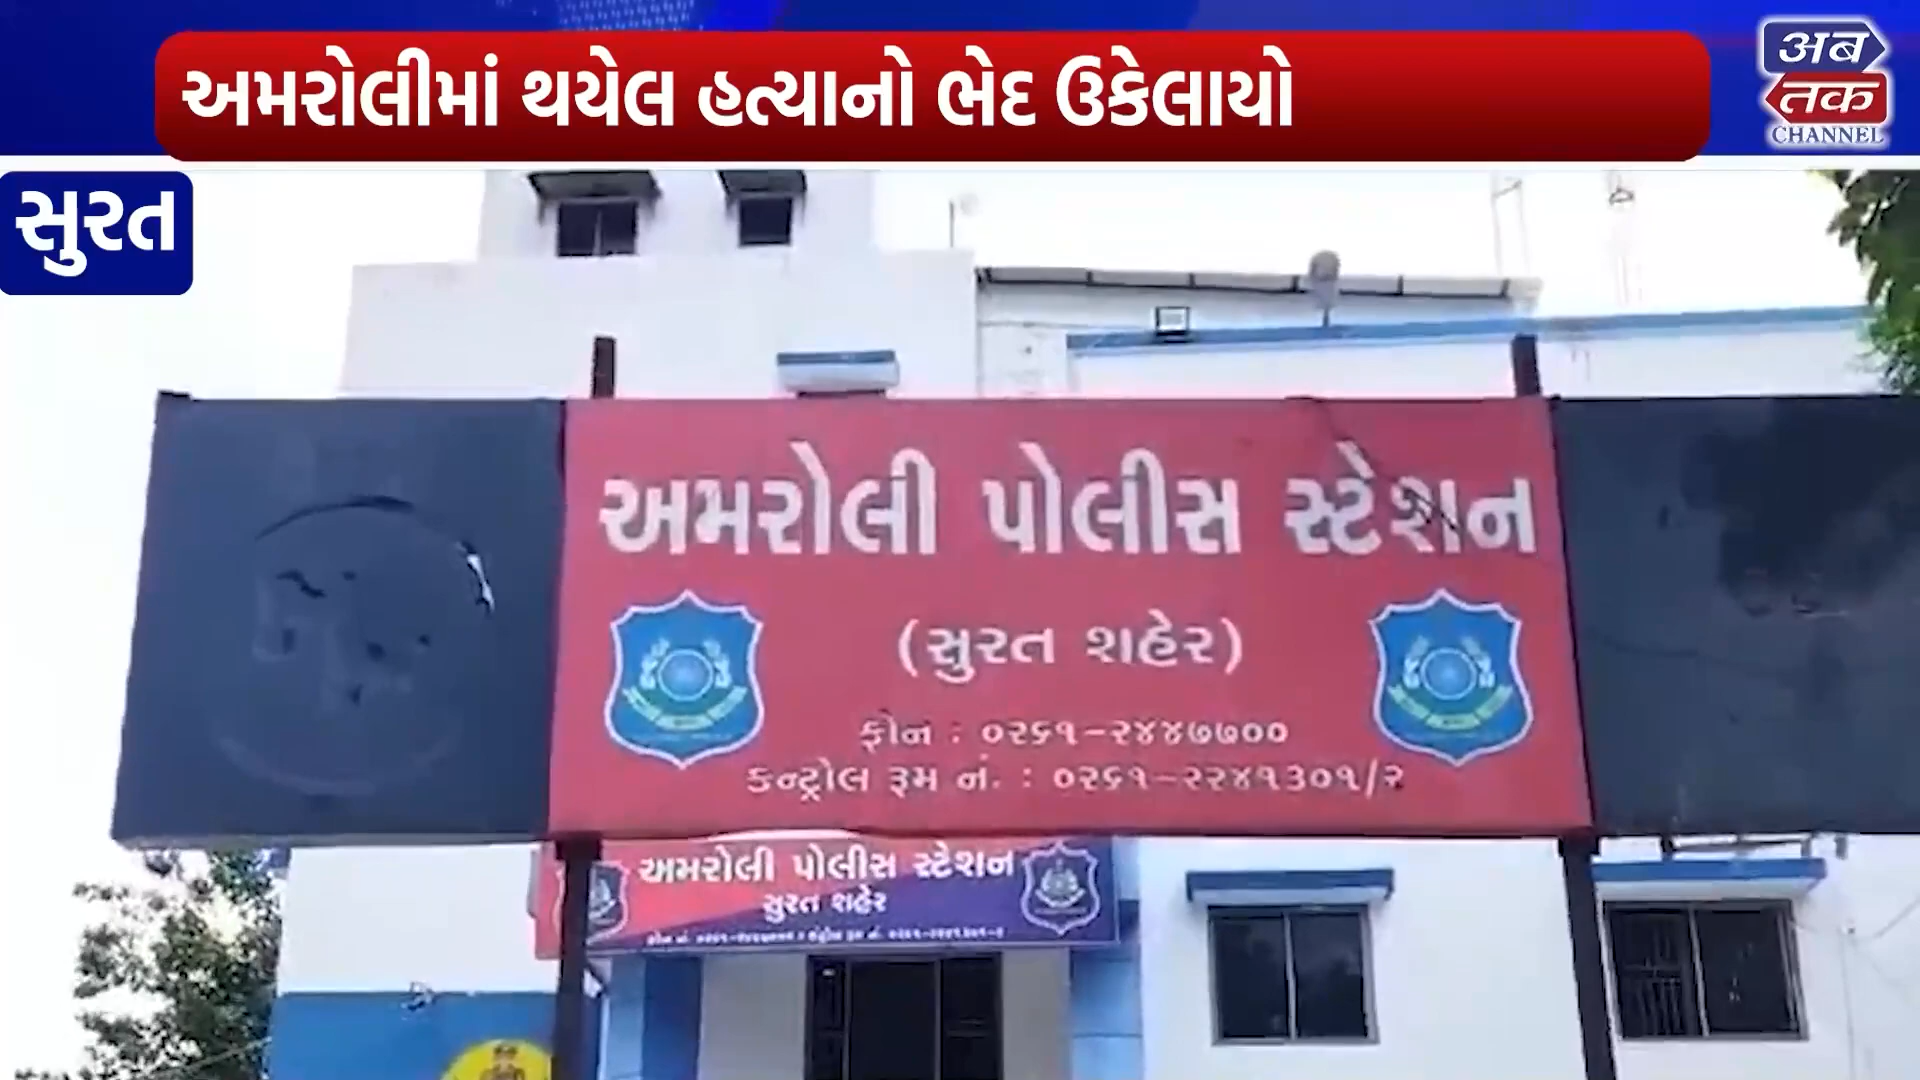 અમરોલીમાં થયેલ હત્યાનો ભેદ ઉકેલાયો
अब
तक
CHANNEL
સુરત
અમરોલી પોલીસ સ્ટેશન
(સુરત શહેર)
ફોન : ૦૨૬૧-૨૪૪૭૭૦૦
કન્ટ્રોલ રૂમ નં. : ૦૨૬૧-૨૨૪૧૩૦૧/૨
અમરોલી પોલીસ સ્ટેશન
સુરત શહેર